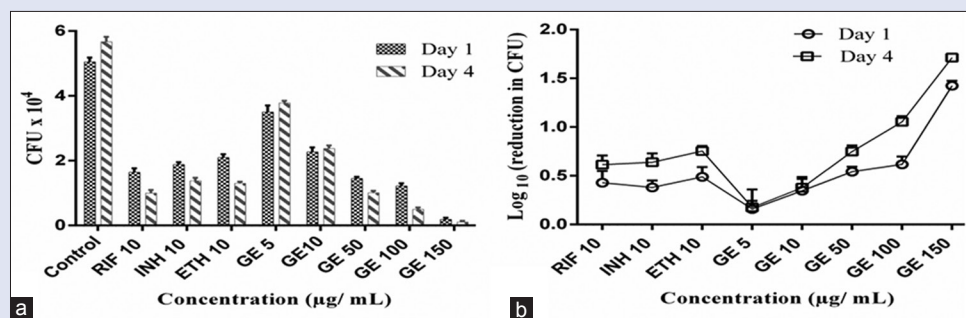 6
4
2
0
CFU x 10⁴
Day 1
Day 4
Control
RIF 10
INH 10
ETH 10
GE 5
GE10
GE 50
GE 100
GE 150
Concentration (µg/ mL)
a
2.0
1.5
1.0
0.5
0.0
Log₁₀ (reduction in CFU)
Day 1
Day 4
RIF 10
INH 10
ETH 10
GE 5
GE 10
GE 50
GE 100
GE 150
Concentration (µg/ mL)
b